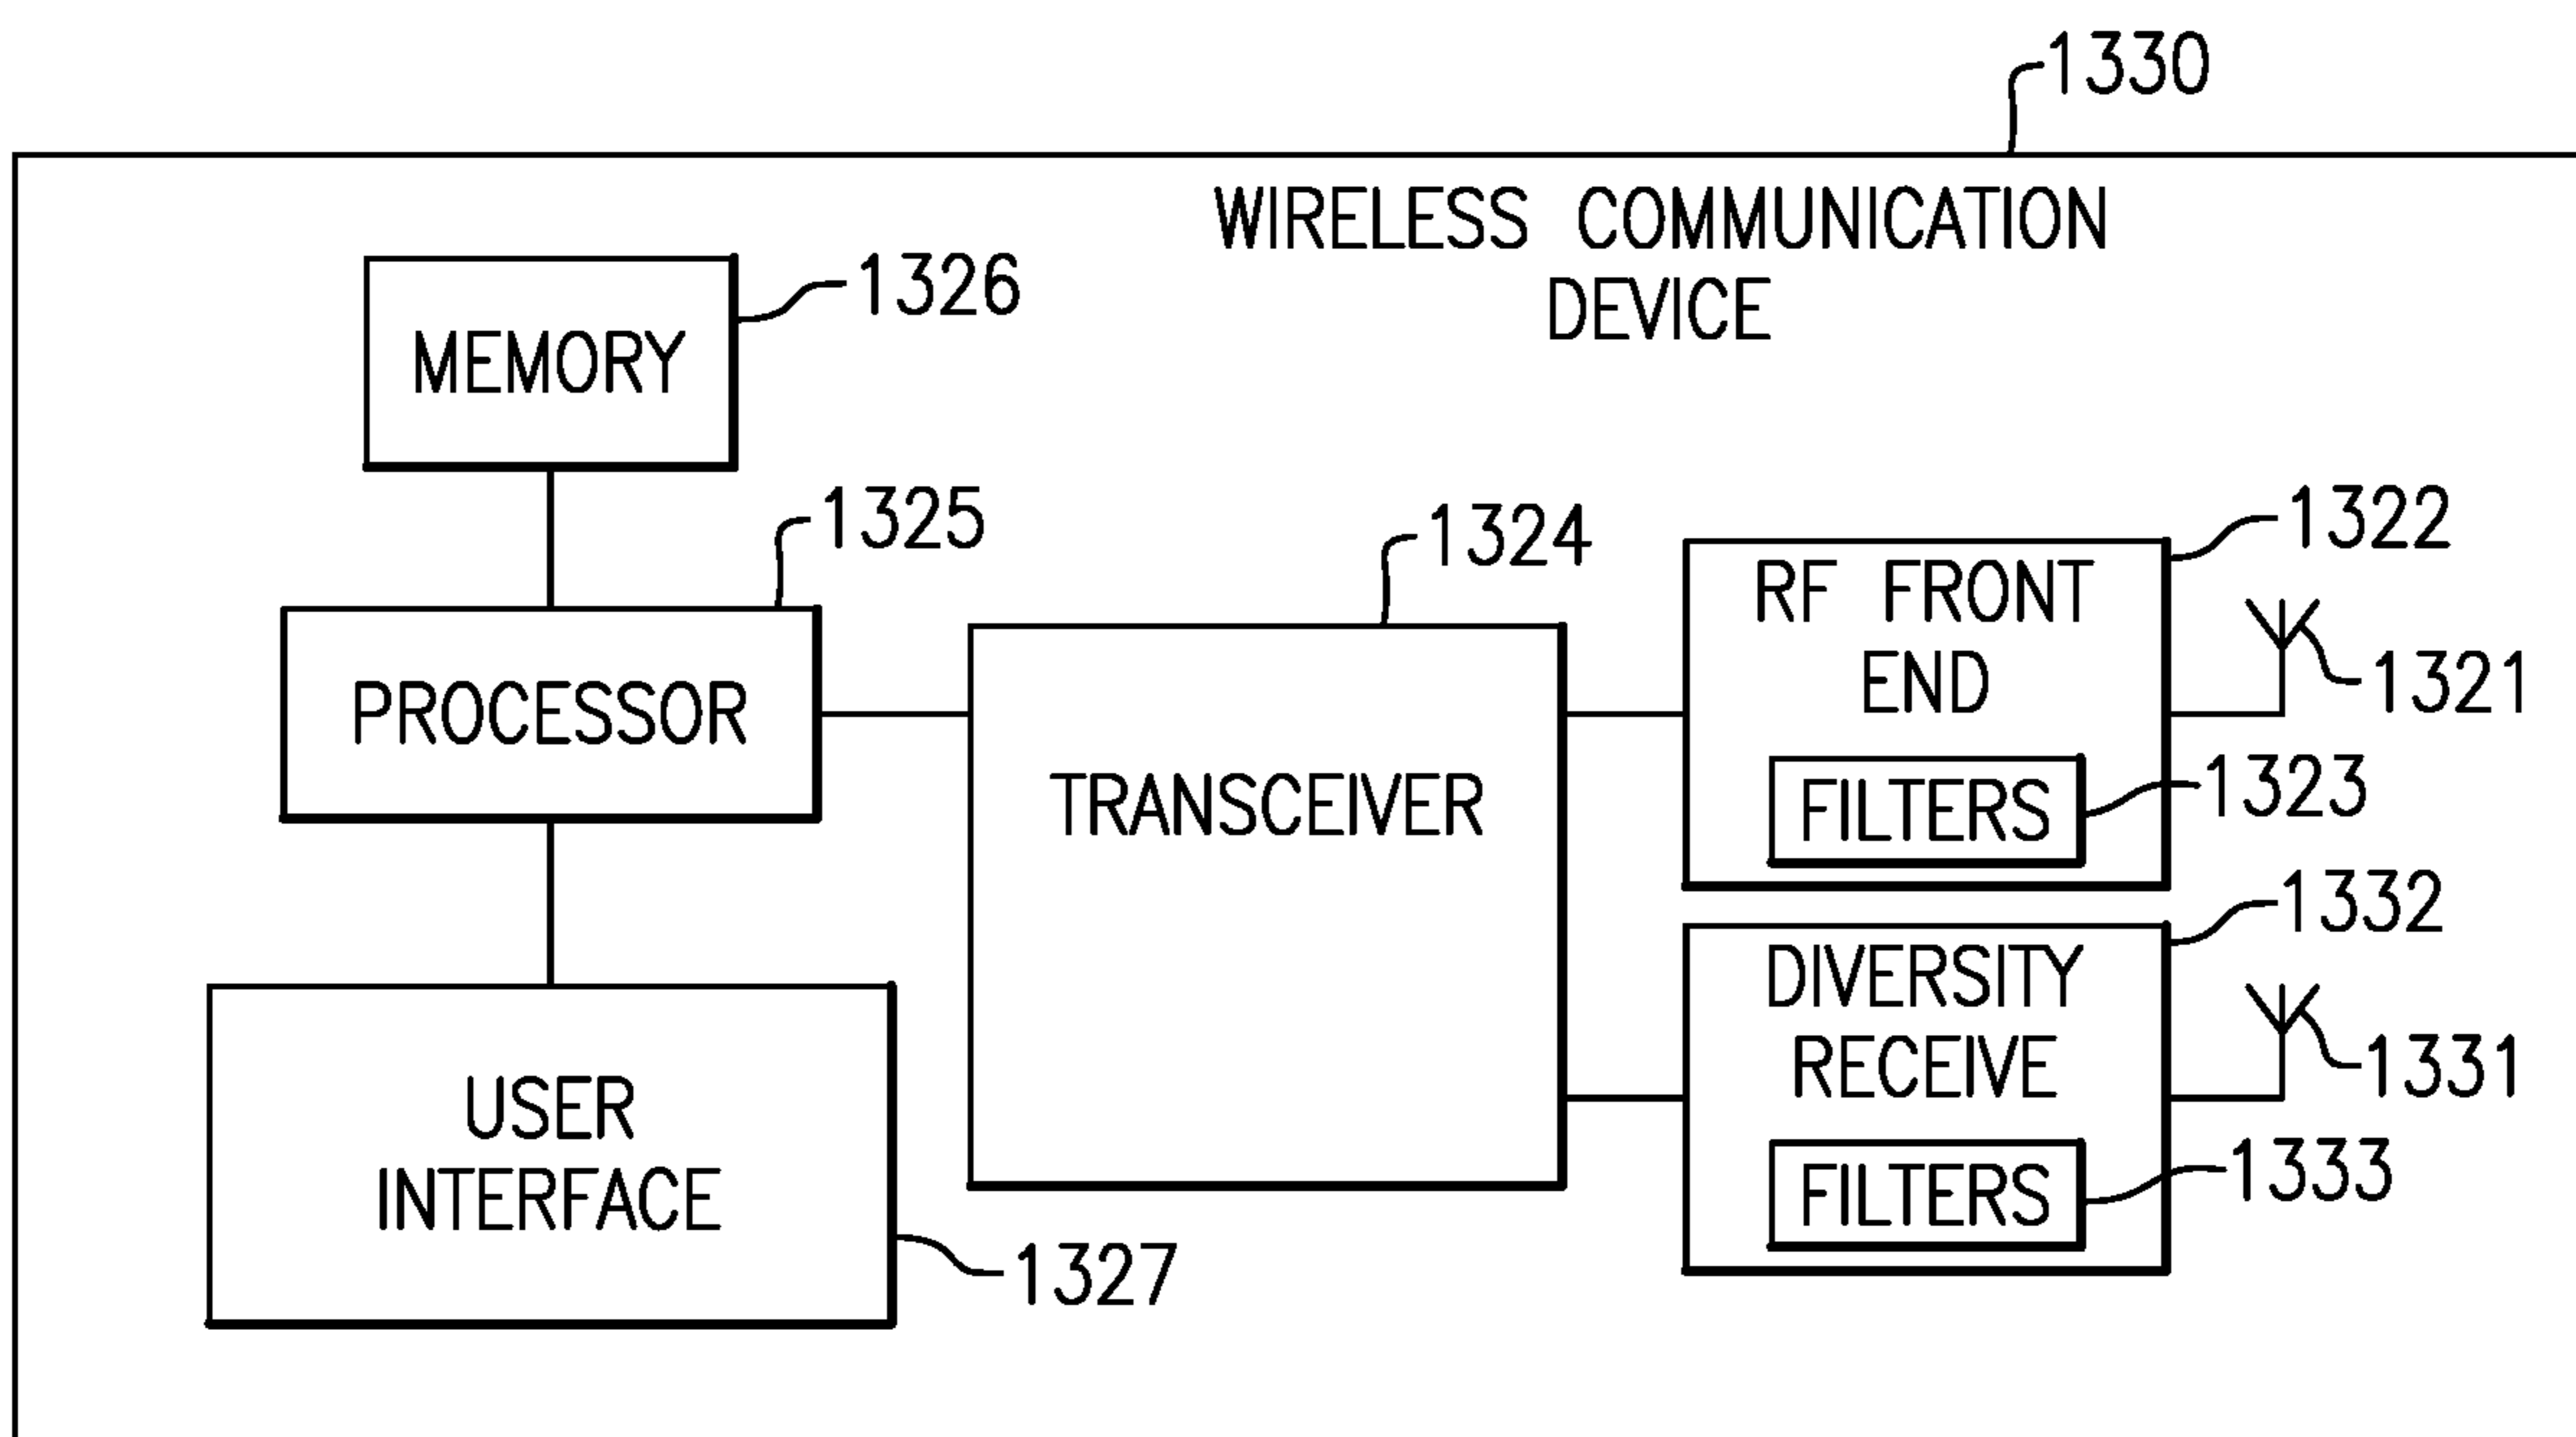 1330
WIRELESS COMMUNICATION
DEVICE
1326
MEMORY
1325
PROCESSOR
1324
TRANSCEIVER
1322
RF FRONT
END
1321
FILTERS
1323
1332
DIVERSITY
RECEIVE
1331
FILTERS
1333
USER
INTERFACE
1327